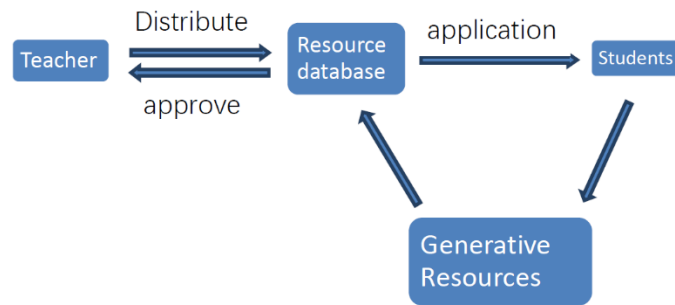 Distribute
Teacher
approve
Resource
database
application
Students
Generative
Resources